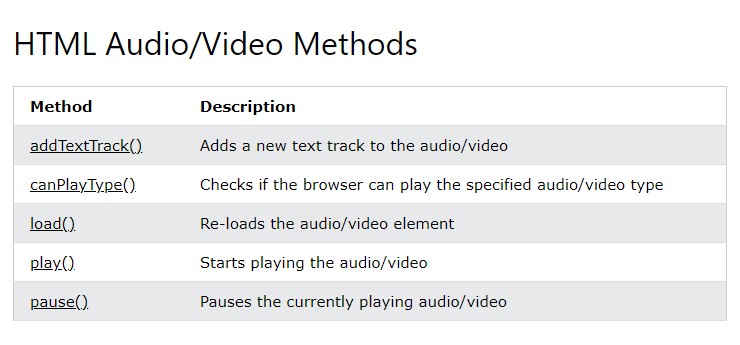 HTML Audio/Video Methods
Method Description
addTextTrack() Adds a new text track to the audio/video
canPlayType() Checks if the browser can play the specified audio/video type
load() Re-loads the audio/video element
play() Starts playing the audio/video
pause() Pauses the currently playing audio/video